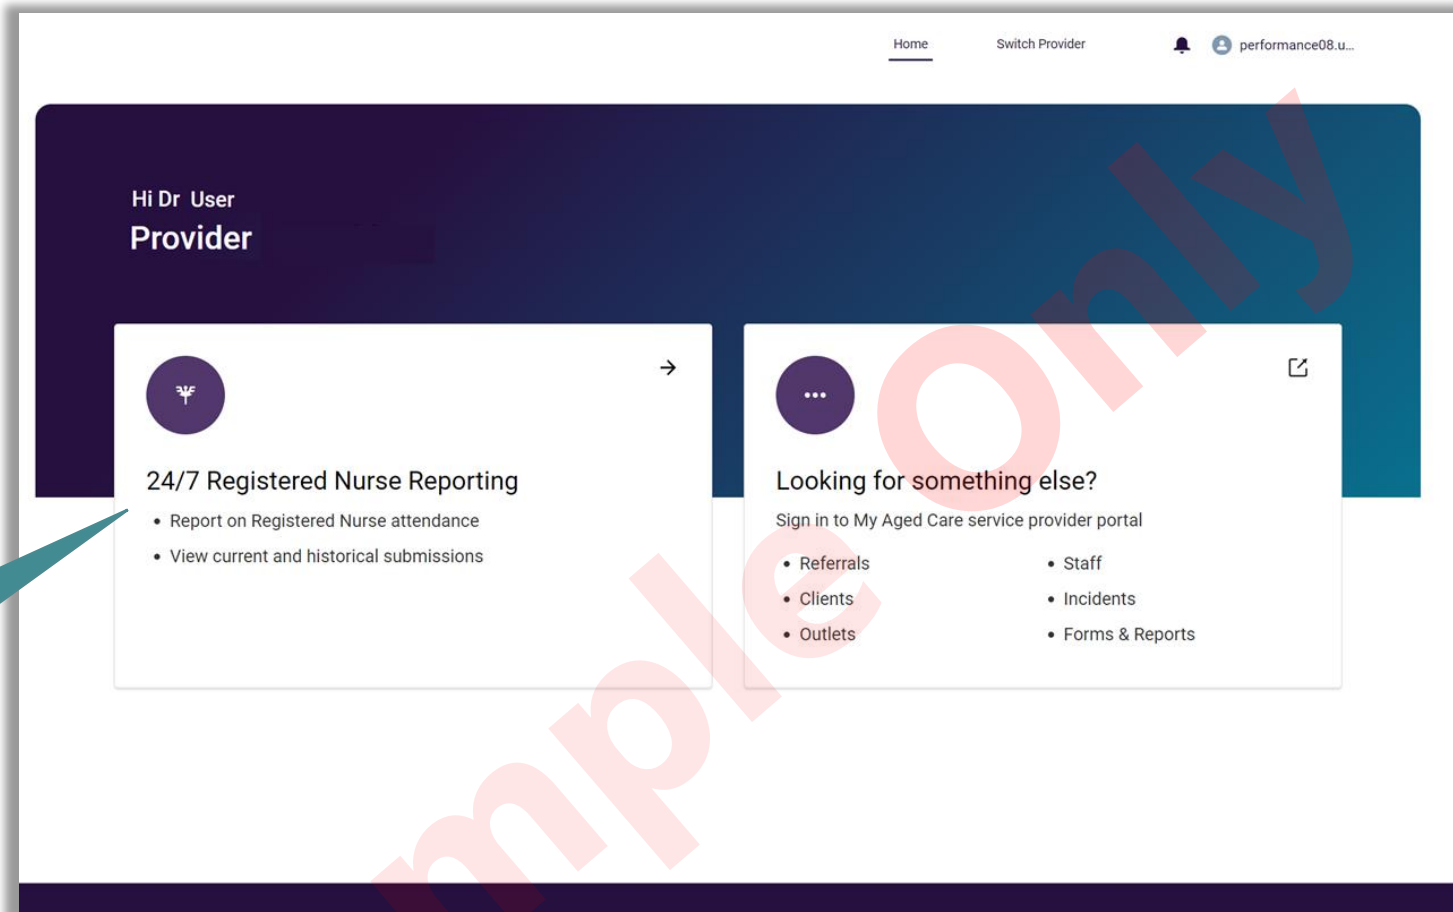 Home
Switch Provider
performance08.u...
Hi Dr User
Provider
24/7 Registered Nurse Reporting
• Report on Registered Nurse attendance
• View current and historical submissions
Looking for something else?
Sign in to My Aged Care service provider portal
• Referrals
• Clients
• Outlets
• Staff
• Incidents
• Forms & Reports
mple Only